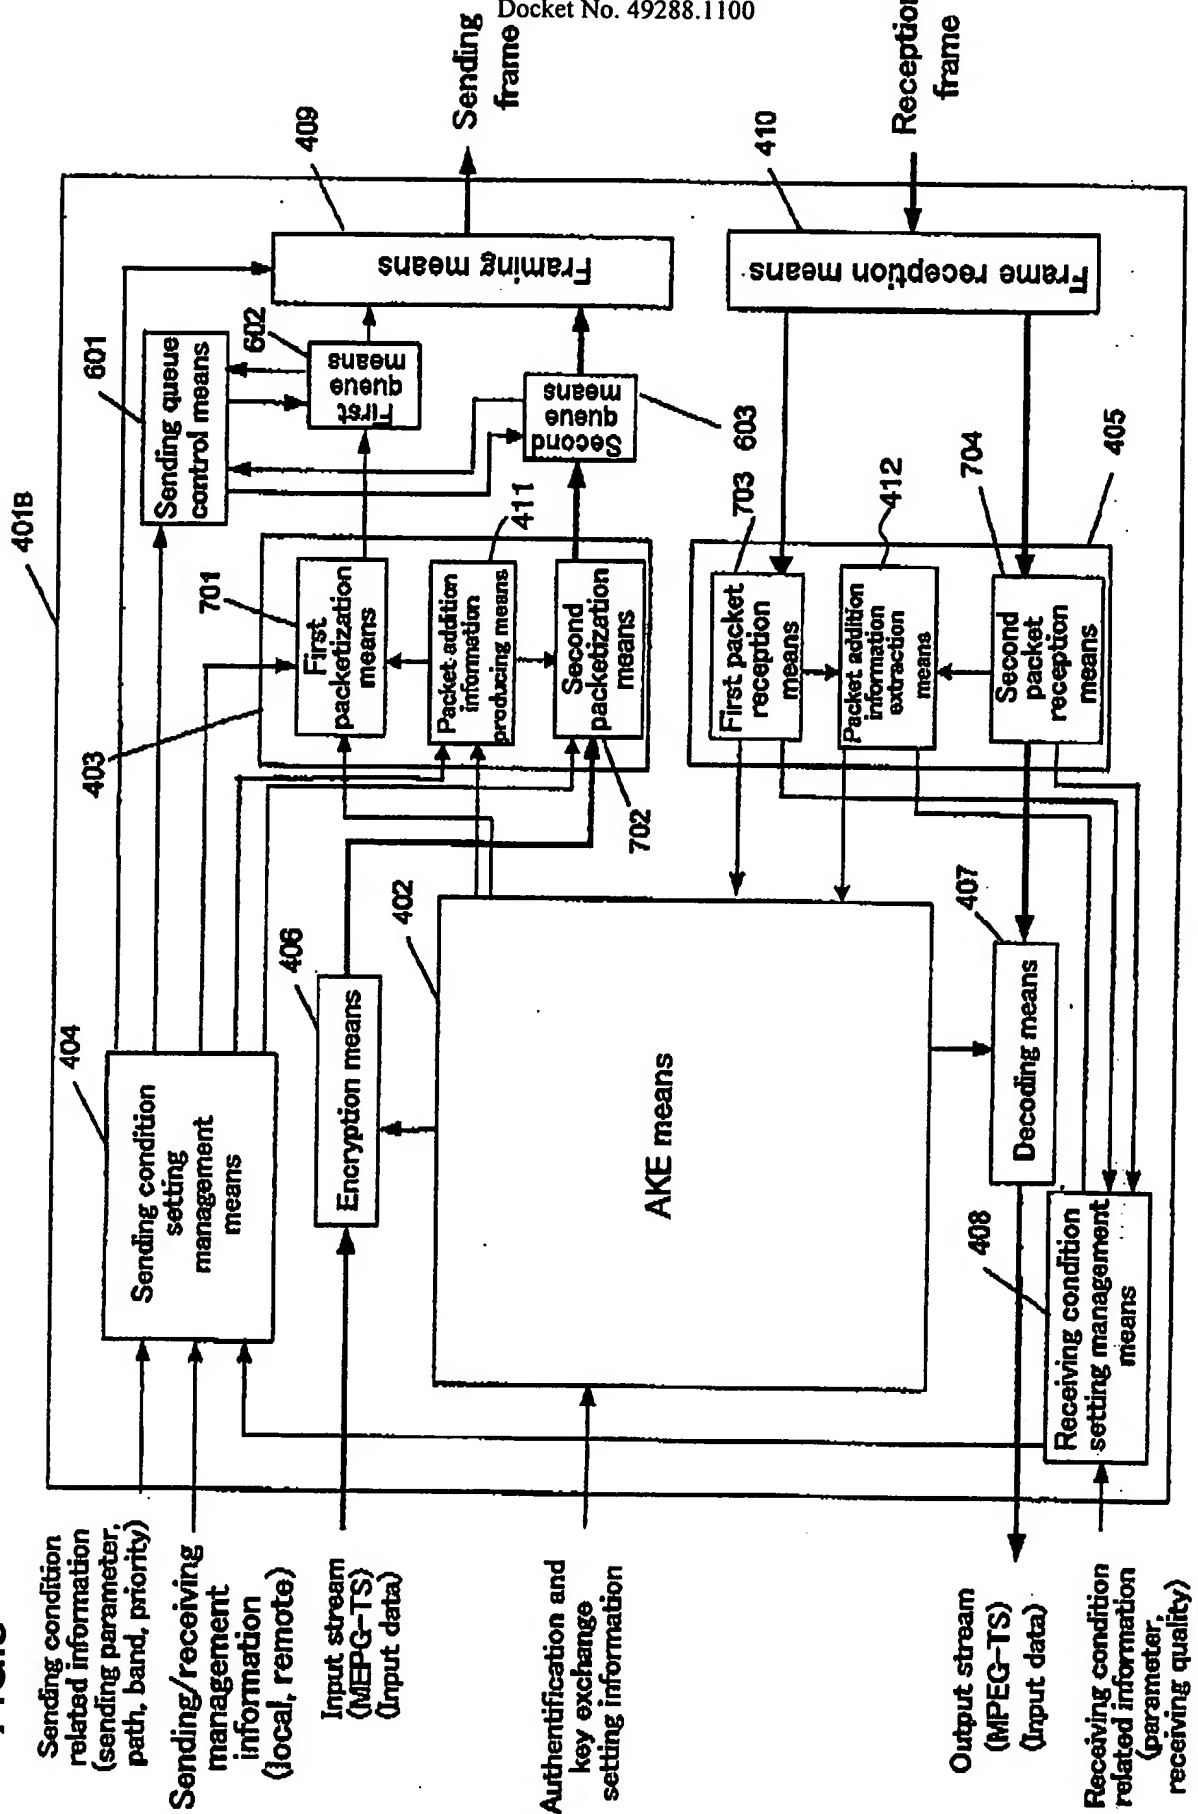 Docket No. 49288.1100
401B
404
Sending condition
setting
management
means
403
601
Sending queue
control means
602
First
queue
means
409
Framing means
Sending
frame
701
First
packetization
means
411
Packet addition
information
producing means
Second
packetization
means
702
Second
queue
means
603
406
Encryption means
402
AKE means
410
Frame reception means
Reception
frame
703
First packet
reception
means
412
Packet addition
information
extraction
means
704
Second
packet
reception
means
405
407
Decoding means
408
Receiving condition
setting management
means
Sending condition
related information
(sending parameter,
path, band, priority)
Sending/receiving
management
information
(local, remote)
Input stream
(MEPG-TS)
(Input data)
Authentification and
key exchange
setting information
Output stream
(MPEG-TS)
(Input data)
Receiving condition
related information
(parameter,
receiving quality)